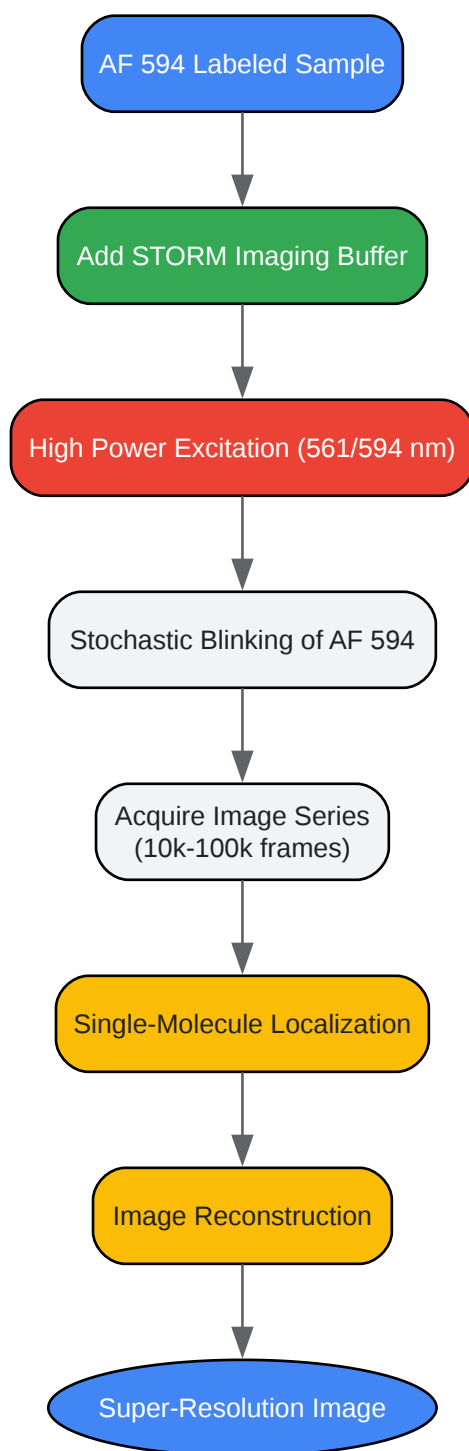 AF 594 Labeled Sample
Add STORM Imaging Buffer
High Power Excitation (561/594 nm)
Stochastic Blinking of AF 594
Acquire Image Series
(10k-100k frames)
Single-Molecule Localization
Image Reconstruction
Super-Resolution Image